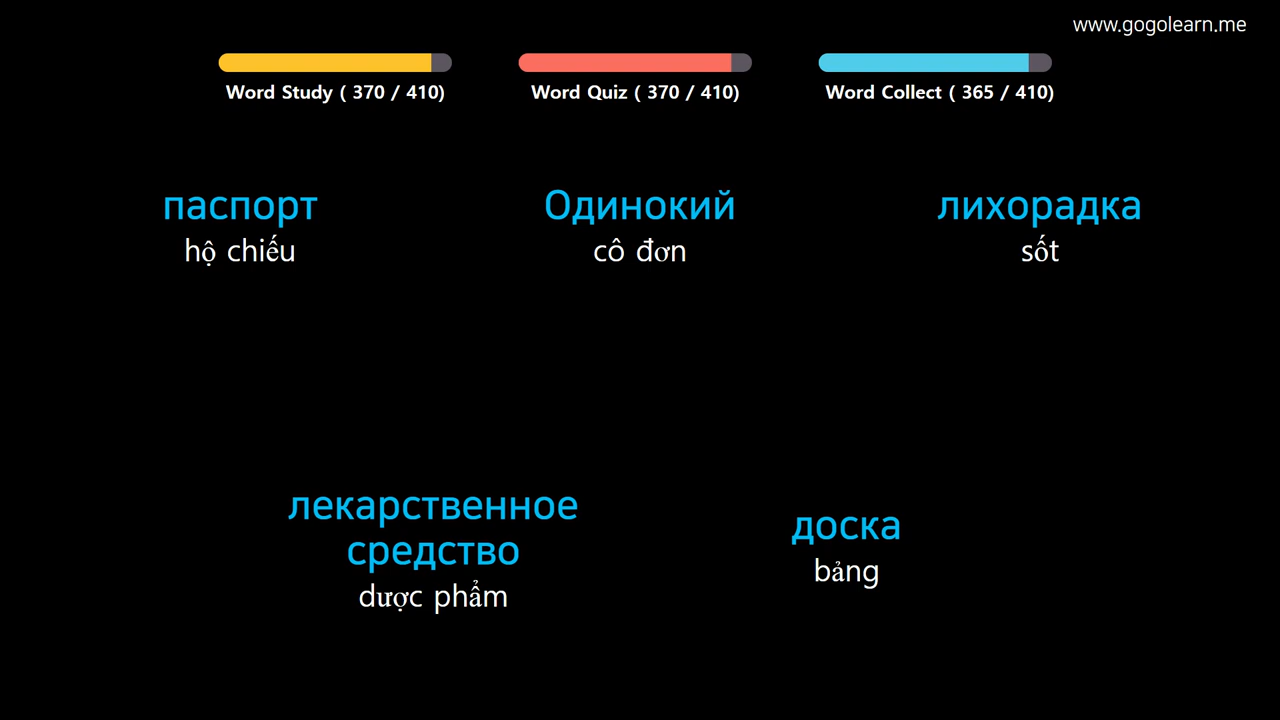 www.gogolearn.me
Word Study ( 370 / 410)
Word Quiz ( 370 / 410)
Word Collect ( 365 / 410)
паспорт
hộ chiếu
Одинокий
cô đơn
лихорадка
sốt
лекарственное
средство
dược phẩm
доска
bảng